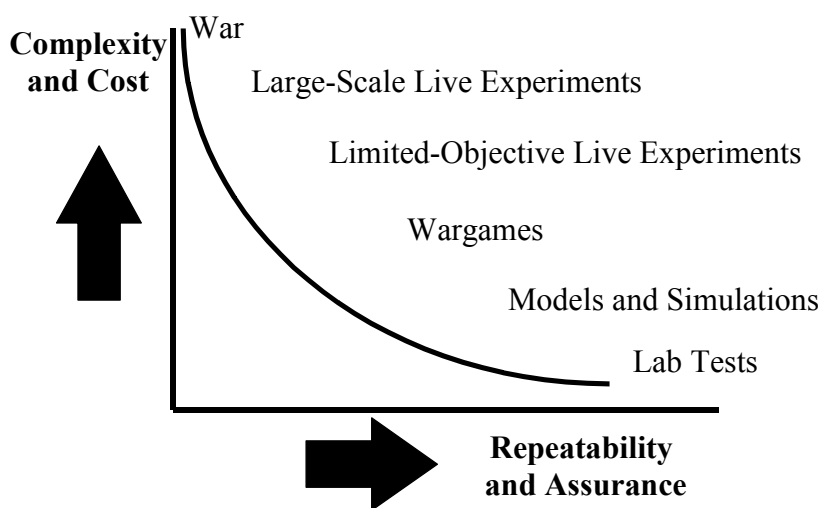 War
Complexity
and Cost
Large-Scale Live Experiments
Limited-Objective Live Experiments
Wargames
Models and Simulations
Lab Tests
Repeatability
and Assurance